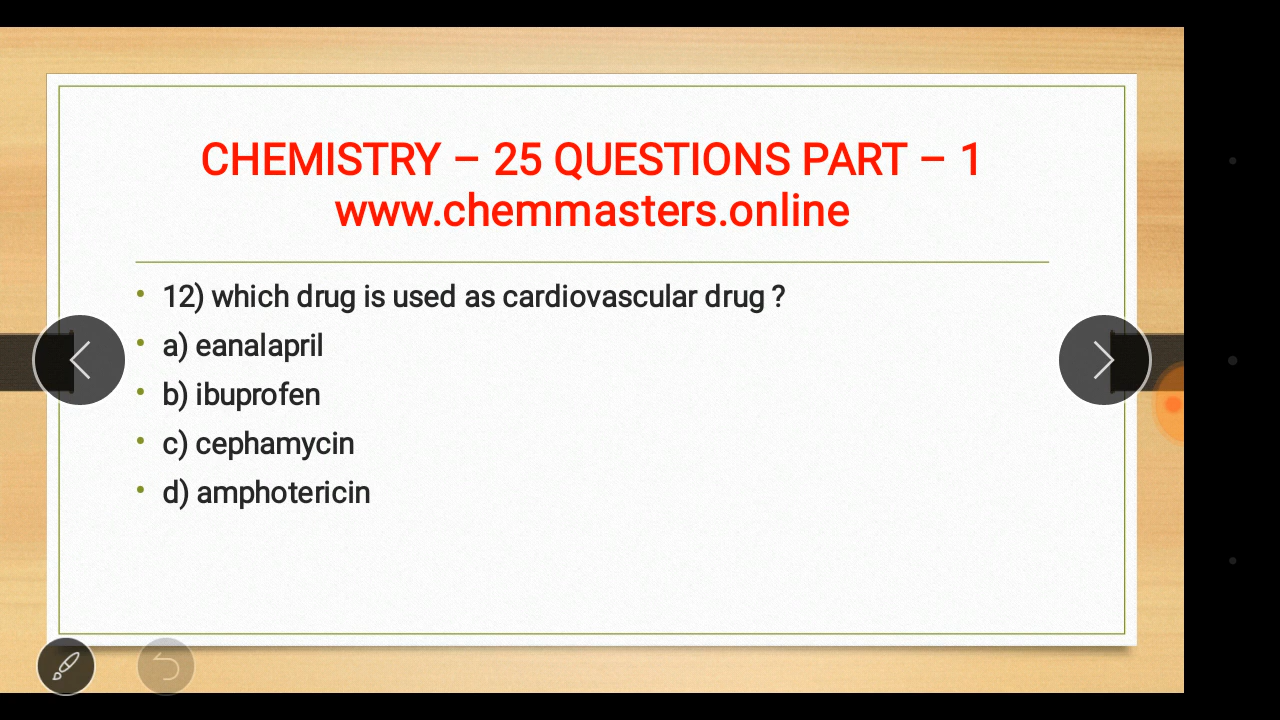 CHEMISTRY – 25 QUESTIONS PART – 1
www.chemmasters.online
12) which drug is used as cardiovascular drug ?
a) eanalapril
b) ibuprofen
c) cephamycin
d) amphotericin